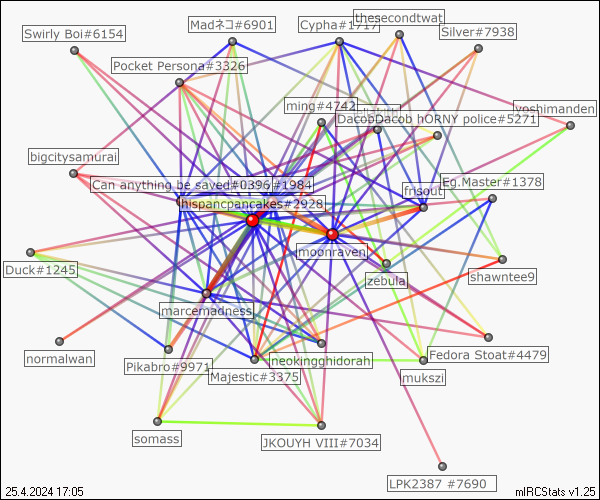 thesecondtwat
Madネコ#6901
Cypha#1717
Swirly Boi#6154
Silver#7938
Pocket Persona#3326
ming#4742
yoshimanden
DacopDacob hORNY police#5271
bigcitysamurai
Can anything be saved#0396#1984
Eg.Master#1378
frisout
hispancpancakes#2928
moonraven
Duck#1245
zebula
shawntee9
marcemadness
normalwan
Pikabro#9971
neokingghidorah
Fedora Stoat#4479
Majestic#3375
mukszi
somass
JKOUYH VIII#7034
LPK2387 #7690
25.4.2024 17:05
mIRCStats v1.25